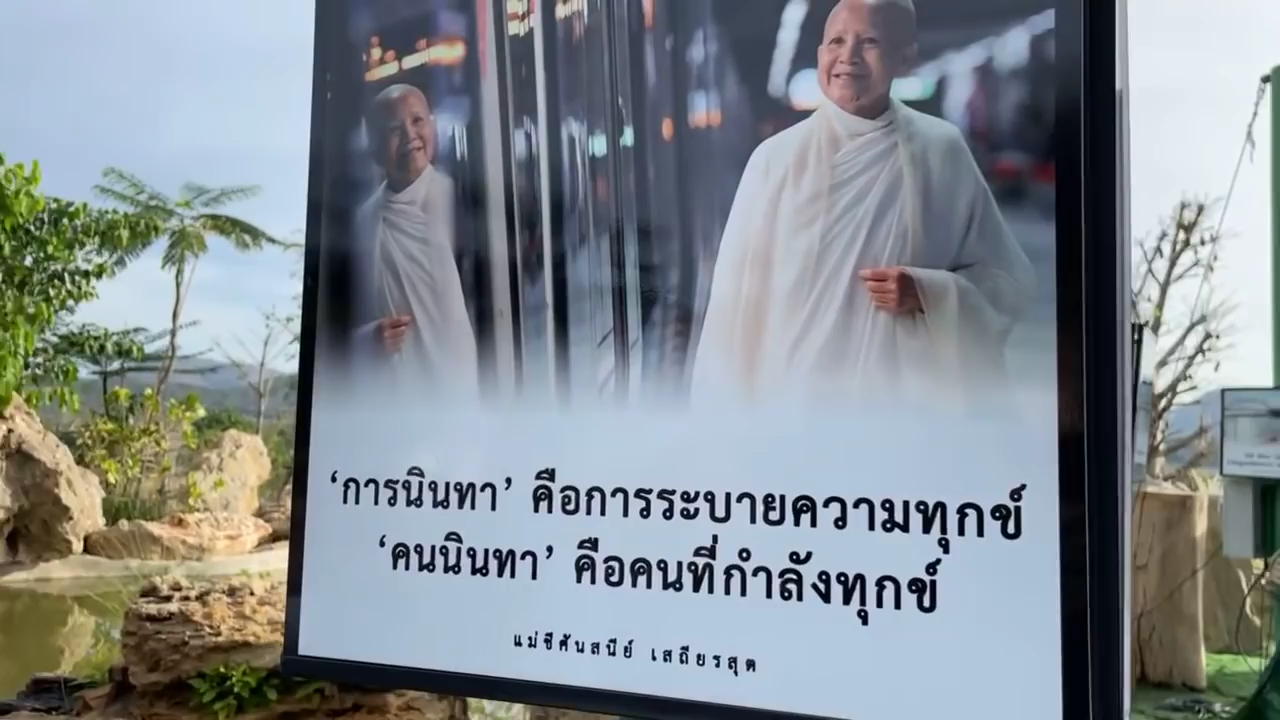 ‘การนินทา’ คือการระบายความทุกข์
‘คนนินทา’ คือคนที่กำลังทุกข์
แม่ชีศันสนีย์ เสถียรสุต